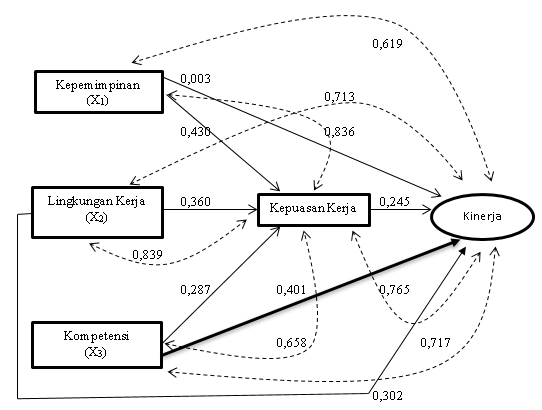 0,619
Kepemimpinan
(X1)
0,003
0,713
0,430
0,836
Lingkungan Kerja
(X2)
0,360
Kepuasan Kerja
0,245
Kinerja
0,839
0,287
0,401
0,765
Kompetensi
(X3)
0,658
0,717
0,302